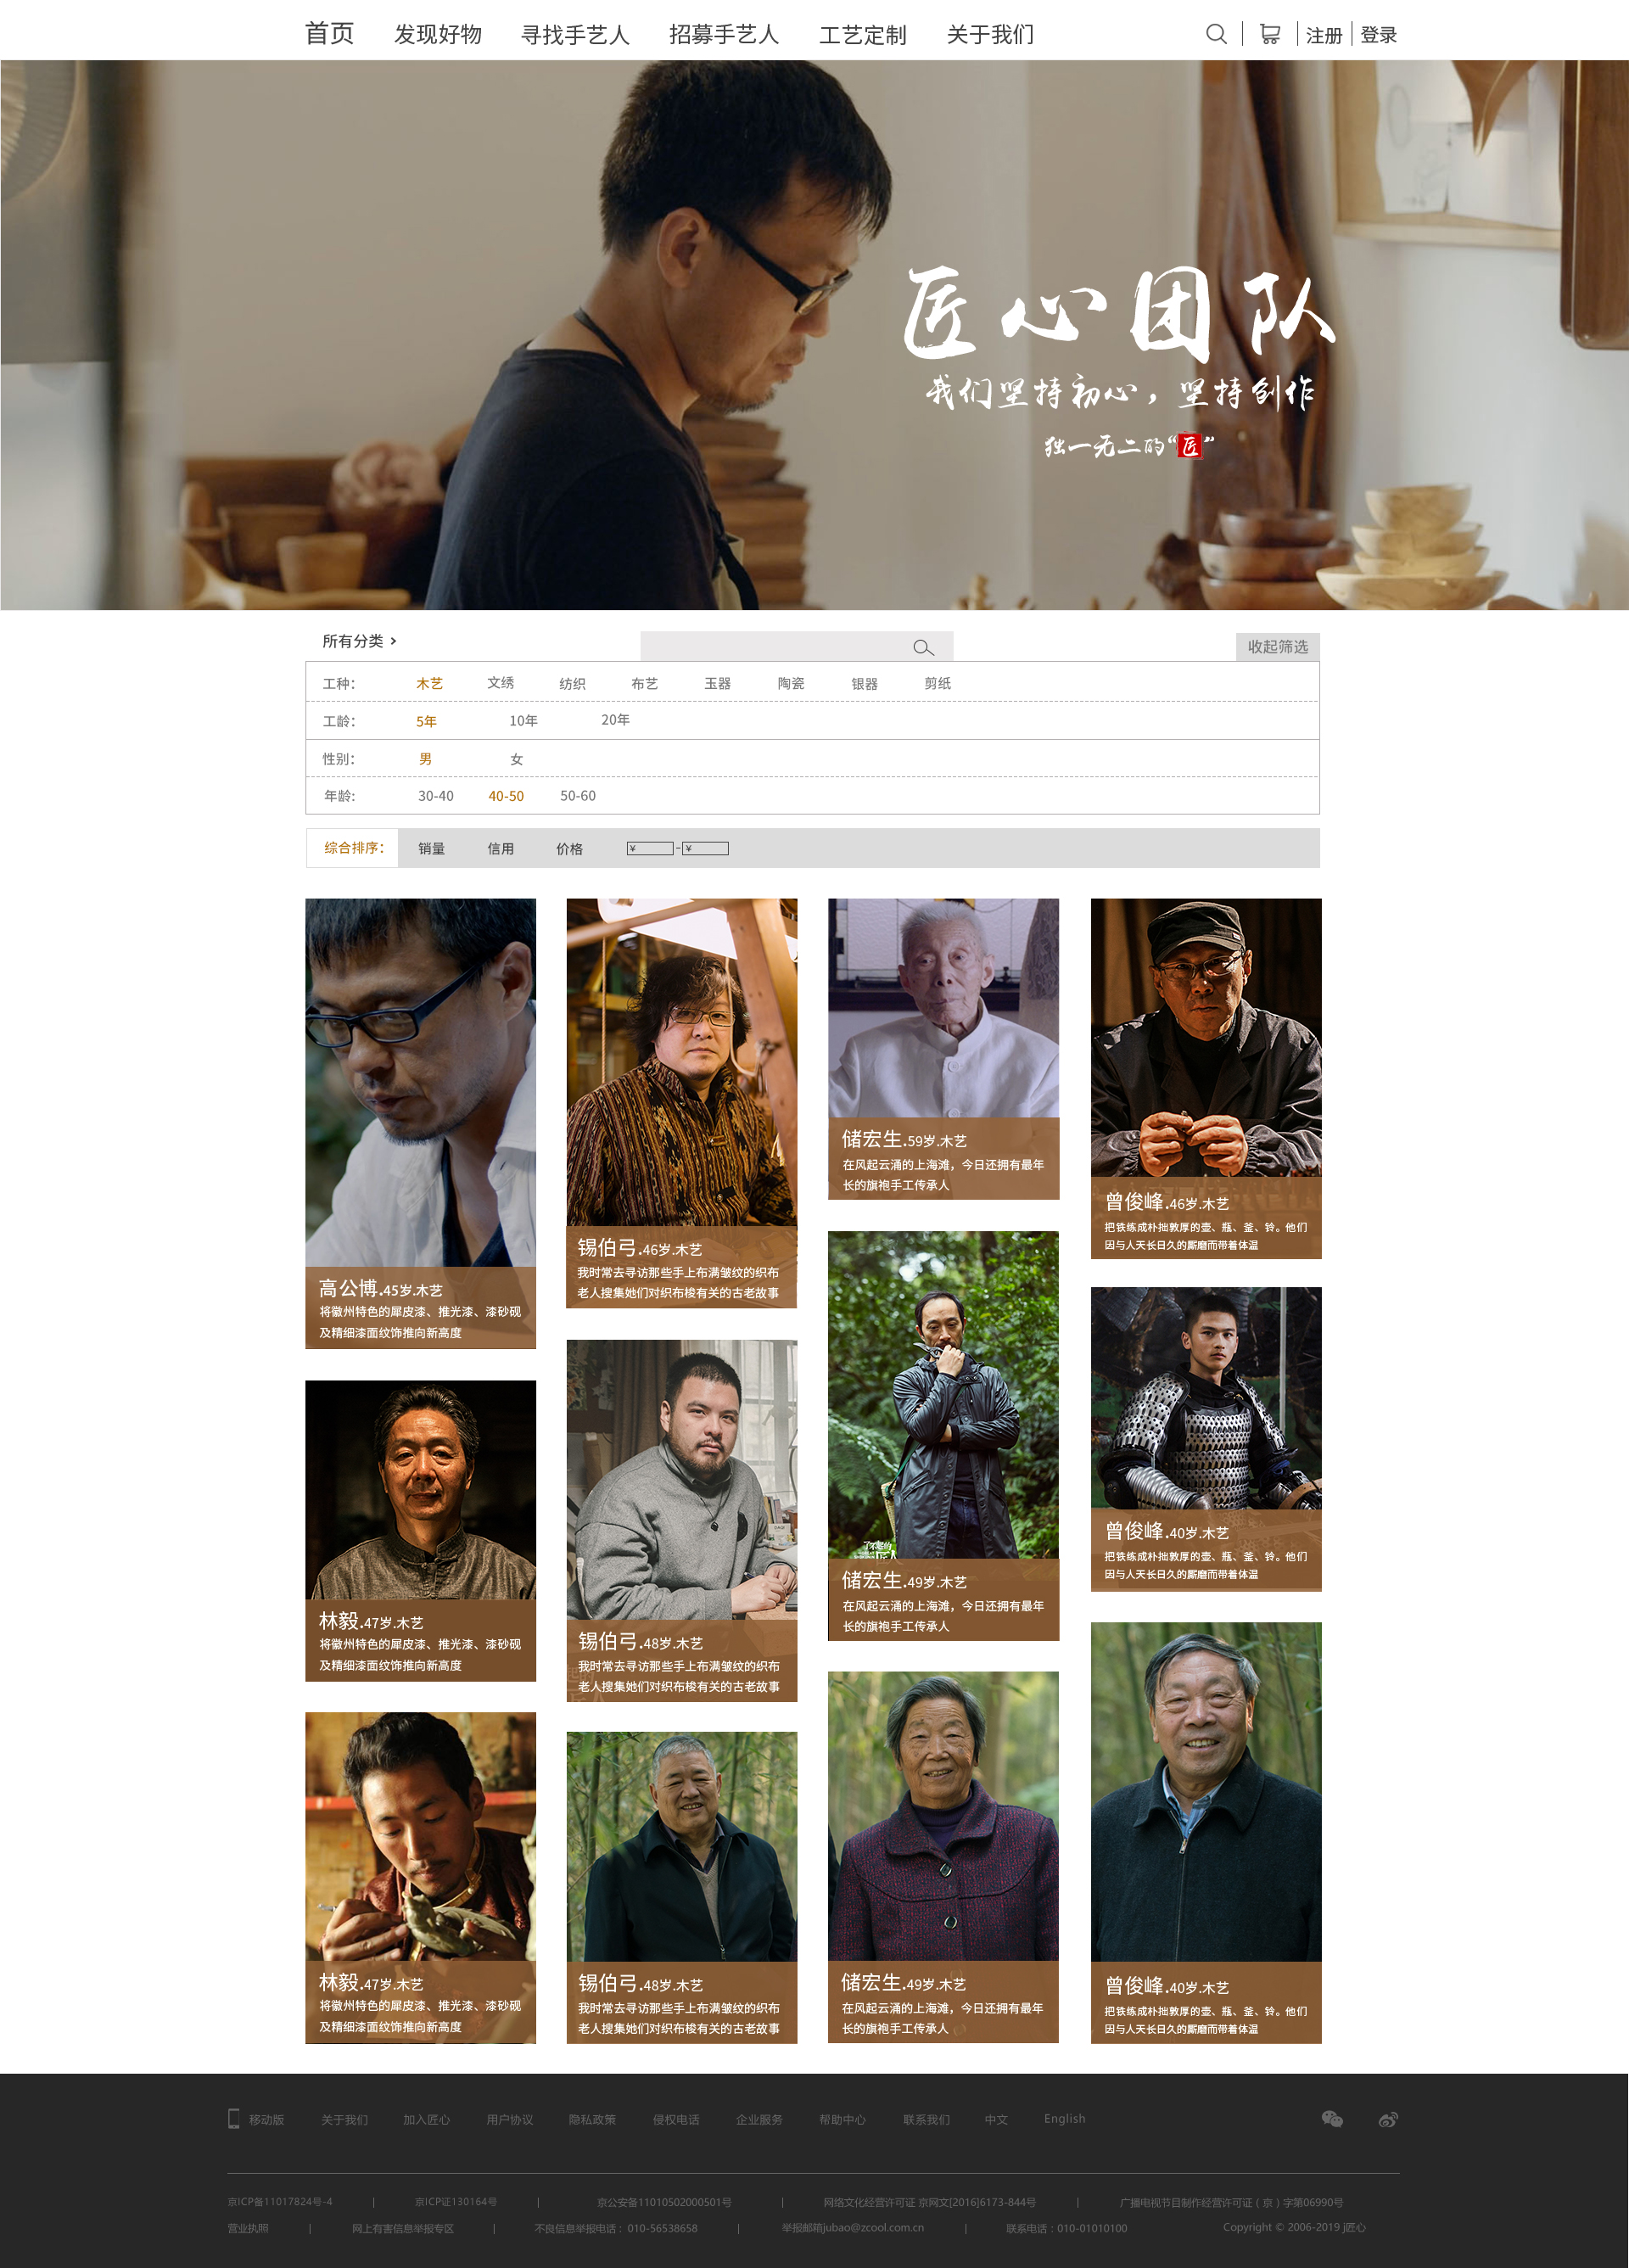 首页 发现好物 寻找手艺人 招募手艺人 工艺定制 关于我们 注册 登录
匠心团队
我们坚持初心，坚持创作
独一无二的“匠”
所有分类 >
收起筛选
工种： 木艺 文绣 纺织 布艺 玉器 陶瓷 银器 剪纸
工龄： 5年 10年 20年
性别： 男 女
年龄: 30-40 40-50 50-60
综合排序： 销量 信用 价格 ¥ - ¥
高公博.45岁.木艺
将徽州特色的犀皮漆、推光漆、漆砂砚
及精细漆面纹饰推向新高度
林毅.47岁.木艺
将徽州特色的犀皮漆、推光漆、漆砂砚
及精细漆面纹饰推向新高度
林毅.47岁.木艺
将徽州特色的犀皮漆、推光漆、漆砂砚
及精细漆面纹饰推向新高度
锡伯弓.46岁.木艺
我时常去寻访那些手上布满皱纹的织布
老人搜集她们对织布梭有关的古老故事
锡伯弓.48岁.木艺
我时常去寻访那些手上布满皱纹的织布
老人搜集她们对织布梭有关的古老故事
锡伯弓.48岁.木艺
我时常去寻访那些手上布满皱纹的织布
老人搜集她们对织布梭有关的古老故事
储宏生.59岁.木艺
在风起云涌的上海滩，今日还拥有最年
长的旗袍手工传承人
了不起的
匠人
储宏生.49岁.木艺
在风起云涌的上海滩，今日还拥有最年
长的旗袍手工传承人
储宏生.49岁.木艺
在风起云涌的上海滩，今日还拥有最年
长的旗袍手工传承人
曾俊峰.46岁.木艺
把铁练成朴拙敦厚的壶、瓶、釜、铃。他们
因与人天长日久的厮磨而带着体温
曾俊峰.40岁.木艺
把铁练成朴拙敦厚的壶、瓶、釜、铃。他们
因与人天长日久的厮磨而带着体温
曾俊峰.40岁.木艺
把铁练成朴拙敦厚的壶、瓶、釜、铃。他们
因与人天长日久的厮磨而带着体温
移动版 关于我们 加入匠心 用户协议 隐私政策 侵权电话 企业服务 帮助中心 联系我们 中文 English
京ICP备11017824号-4 | 京ICP证130164号 | 京公安备11010502000501号 | 网络文化经营许可证 京网文[2016]6173-844号 | 广播电视节目制作经营许可证（京）字第06990号
营业执照 | 网上有害信息举报专区 | 不良信息举报电话：010-56538658 | 举报邮箱jubao@zcool.com.cn | 联系电话：010-01010100 Copyright © 2006-2019 j匠心